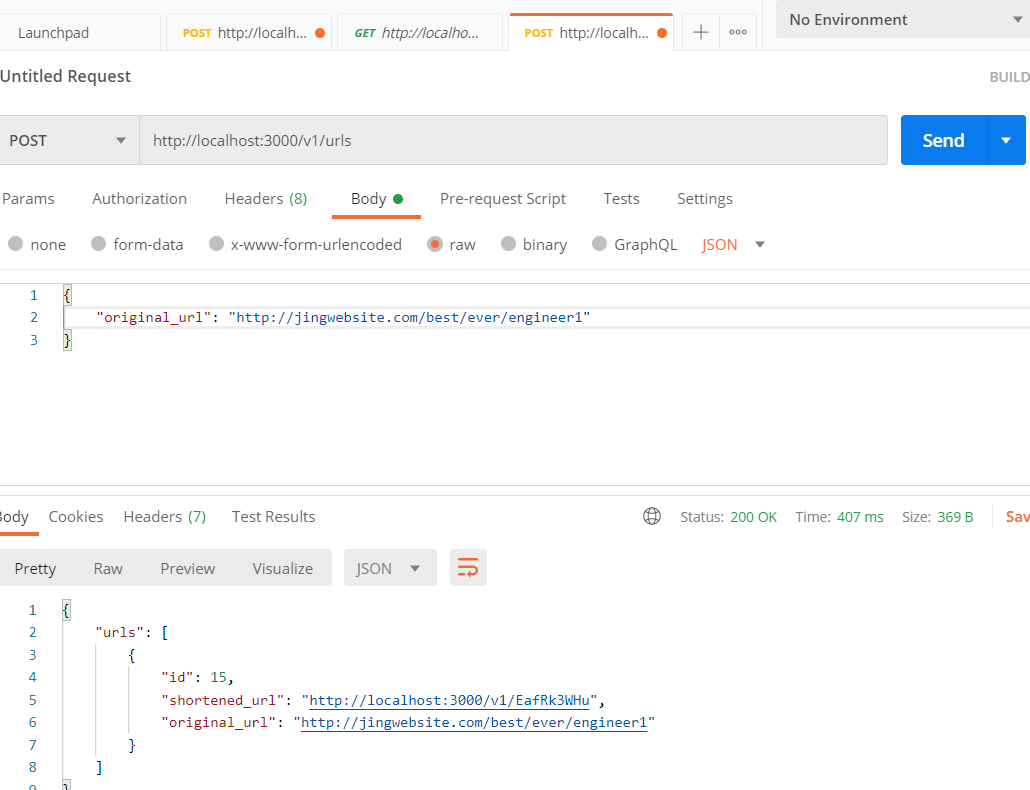 Launchpad POST http://localh... GET http://localho... POST http://localh... No Environment
Untitled Request BUILD
POST http://localhost:3000/v1/urls Send
Params Authorization Headers (8) Body Pre-request Script Tests Settings
none form-data x-www-form-urlencoded raw binary GraphQL JSON
1 {
2 "original_url": "http://jingwebsite.com/best/ever/engineer1"
3 }
Body Cookies Headers (7) Test Results Status: 200 OK Time: 407 ms Size: 369 B Sav
Pretty Raw Preview Visualize JSON
1 {
2 "urls": [
3 {
4 "id": 15,
5 "shortened_url": "http://localhost:3000/v1/EafRk3WHu",
6 "original_url": "http://jingwebsite.com/best/ever/engineer1"
7 }
8 ]
9 }